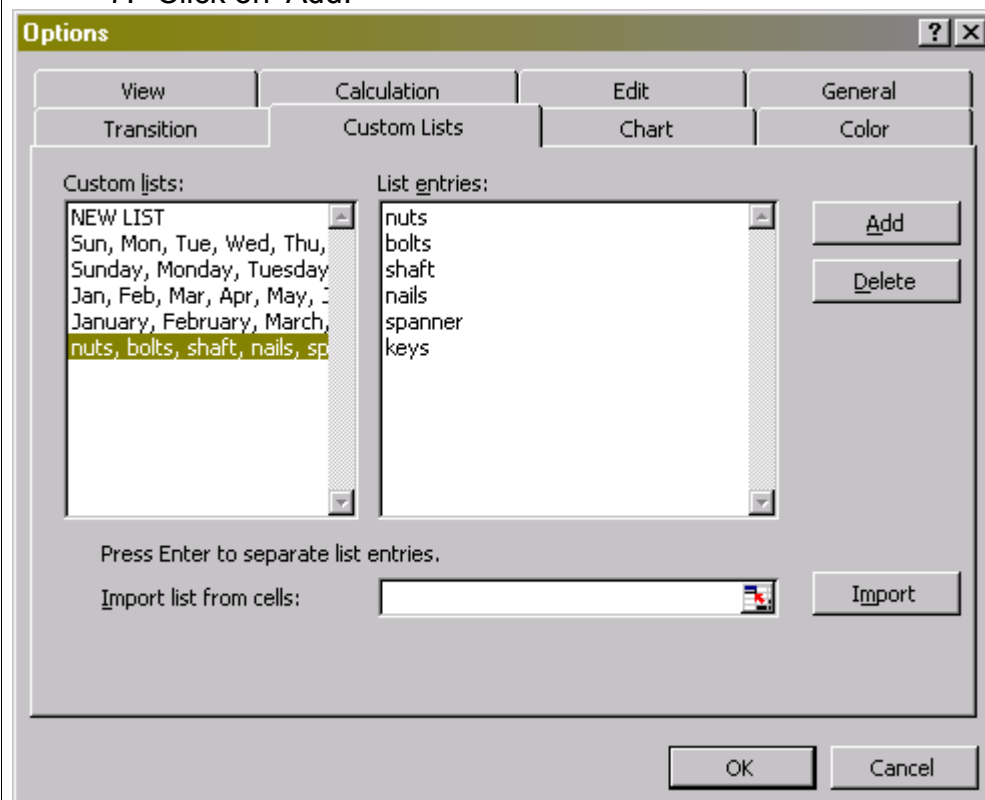 Click on 'Add.
Options
View Calculation Edit General
Transition Custom Lists Chart Color
Custom lists: List entries:
NEW LIST
Sun, Mon, Tue, Wed, Thu,
Sunday, Monday, Tuesday
Jan, Feb, Mar, Apr, May,
January, February, March,
nuts, bolts, shaft, nails, sp
nuts
bolts
shaft
nails
spanner
keys
Add
Delete
Press Enter to separate list entries.
Import list from cells: Import
OK Cancel